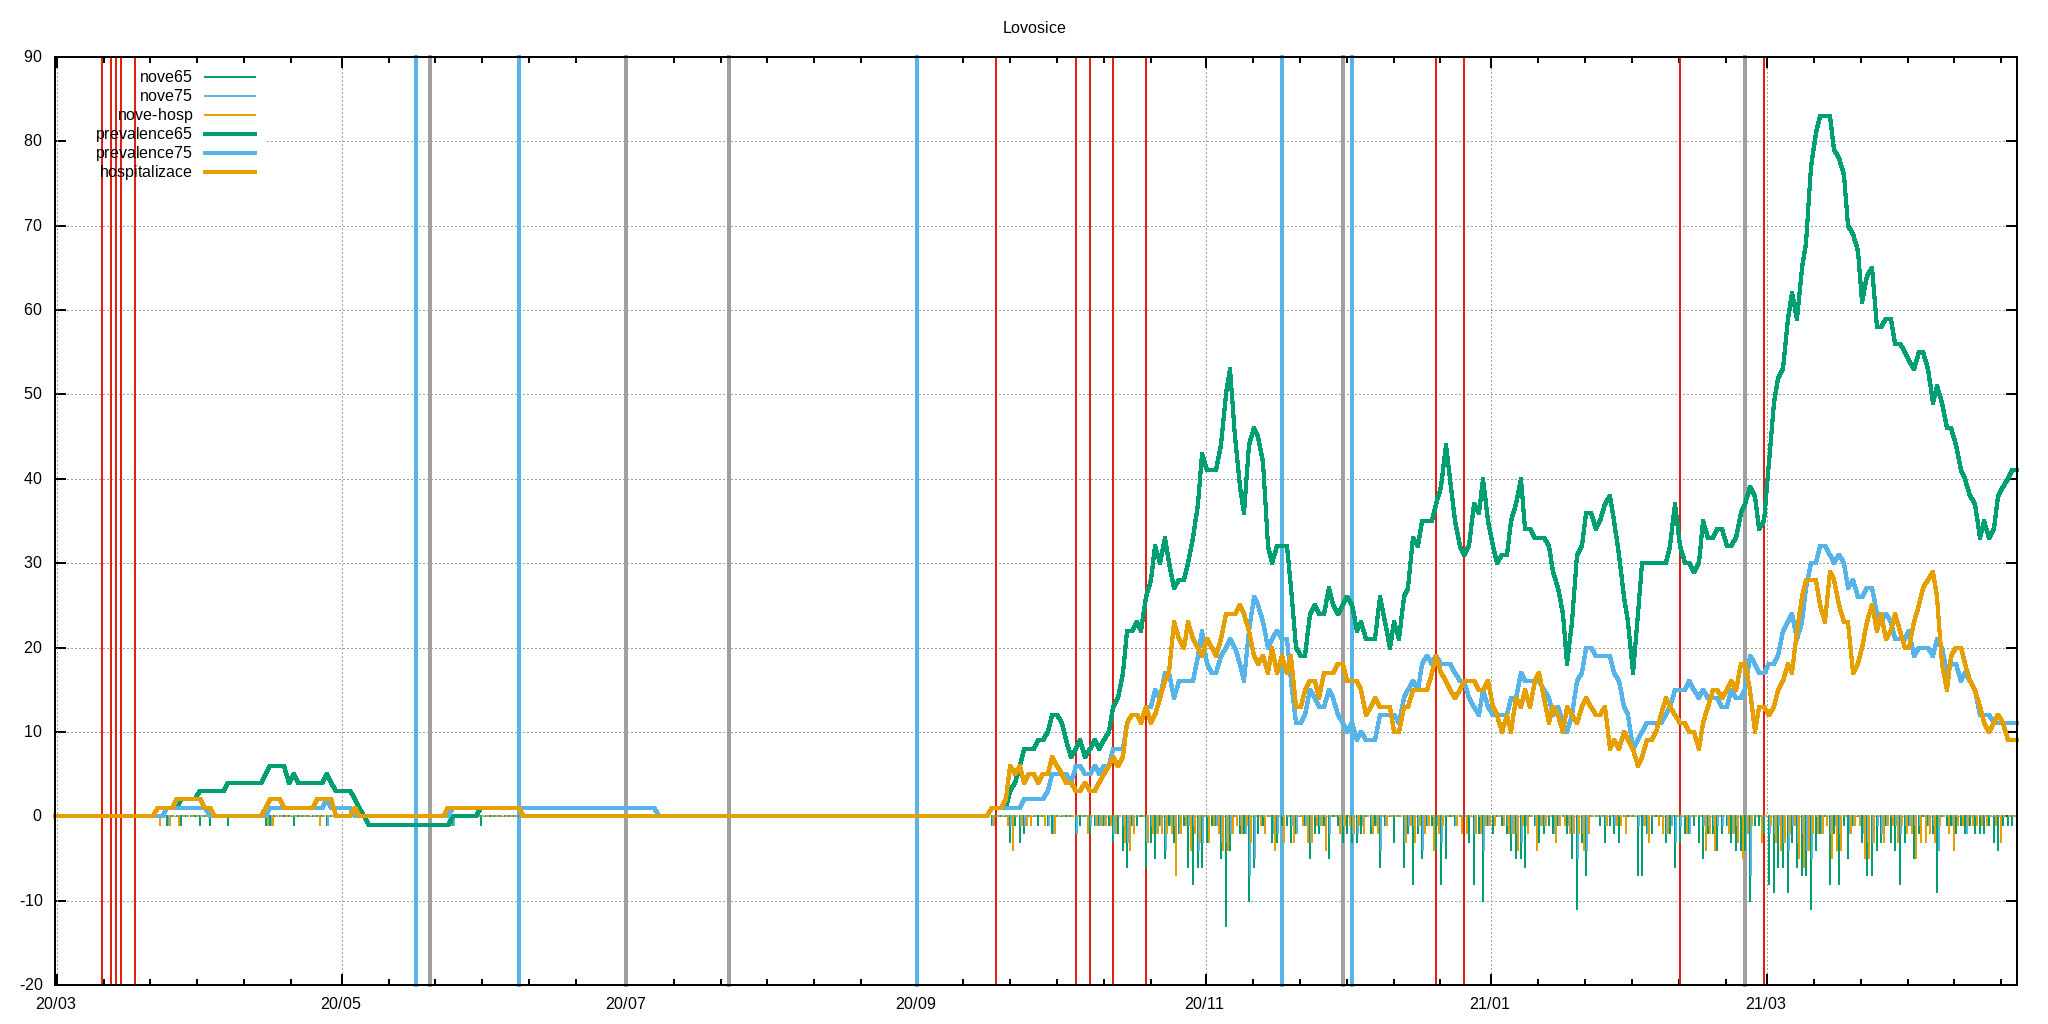 Lovosice
90
80
70
60
50
40
30
20
10
0
-10
-20
nove65
nove75
nove-hosp
prevalence65
prevalence75
hospitalizace
20/03 20/05 20/07 20/09 20/11 21/01 21/03